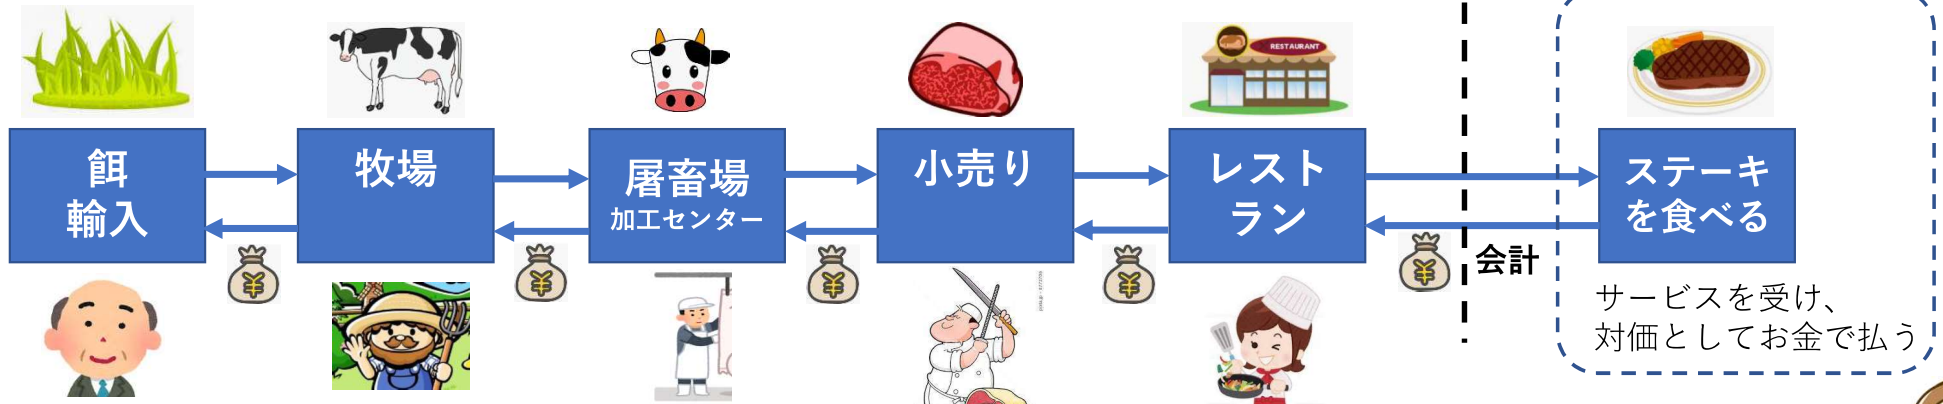 餌
輸入
牧場
屠畜場
加工センター
小売り
RESTAURANT
レスト
ラン
ステーキ
を食べる
¥
¥
¥
¥
¥
会計
サービスを受け、
対価としてお金で払う